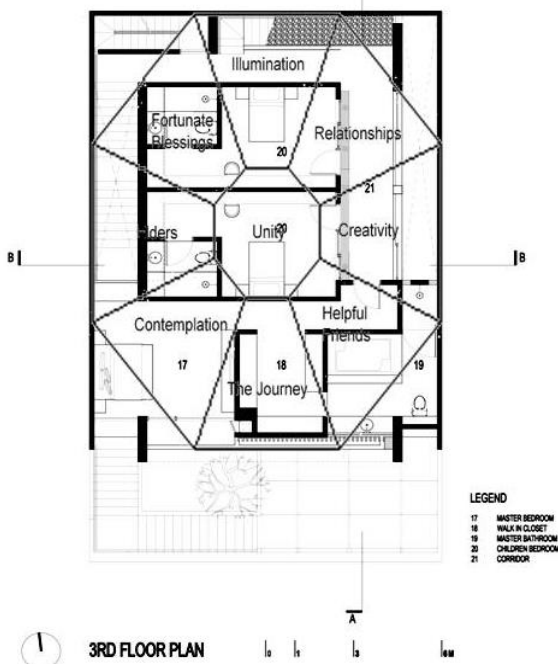 Illumination
Fortunate
Blessings
20
Relationships
21
B
lders
Unity
20
Creativity
B
Contemplation
Helpful
Friends
17
18
19
The Journey
LEGEND
17 MASTER BEDROOM
18 WALK IN CLOSET
19 MASTER BATHROOM
20 CHILDREN BEDROOM
21 CORRIDOR
A
3RD FLOOR PLAN
0 1 3 6M